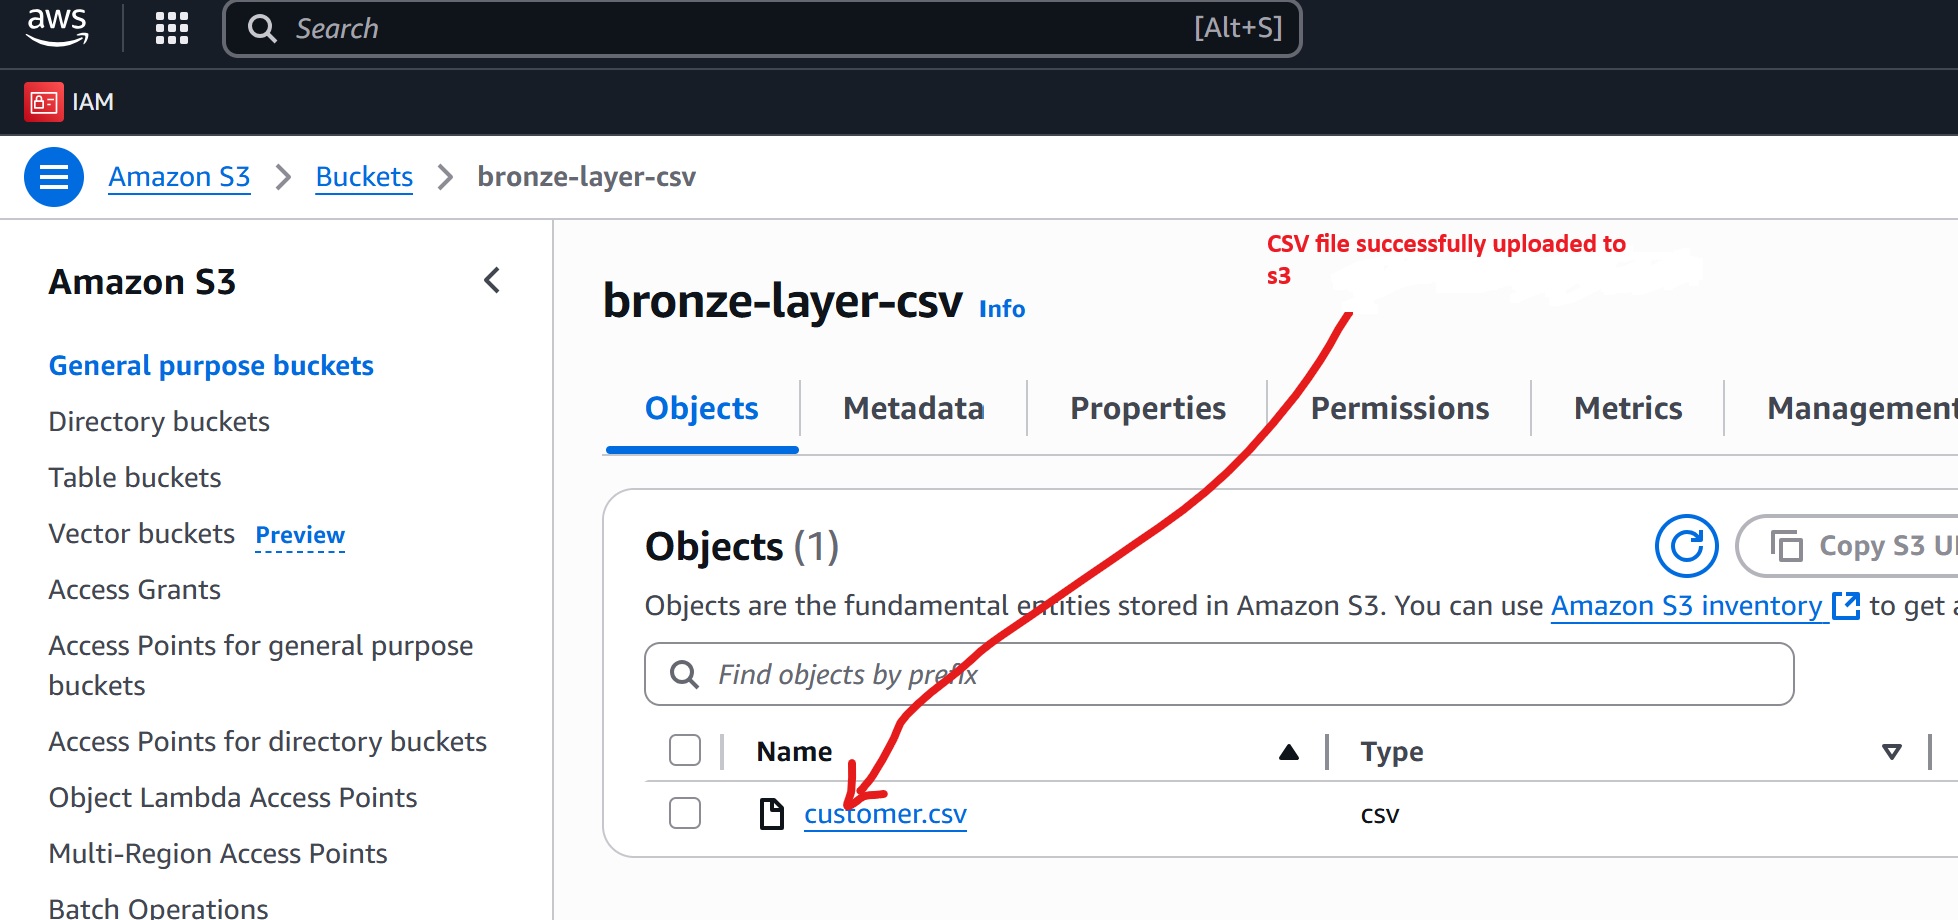 aws
Search [Alt+S]
IAM
Amazon S3 > Buckets > bronze-layer-csv
CSV file successfully uploaded to
s3
Amazon S3
General purpose buckets
Directory buckets
Table buckets
Vector buckets Preview
Access Grants
Access Points for general purpose
buckets
Access Points for directory buckets
Object Lambda Access Points
Multi-Region Access Points
Batch Operations
bronze-layer-csv Info
Objects Metadata Properties Permissions Metrics Management
Objects (1)
Copy S3 U
Objects are the fundamental entities stored in Amazon S3. You can use Amazon S3 inventory to get a
Find objects by prefix
Name Type
customer.csv csv